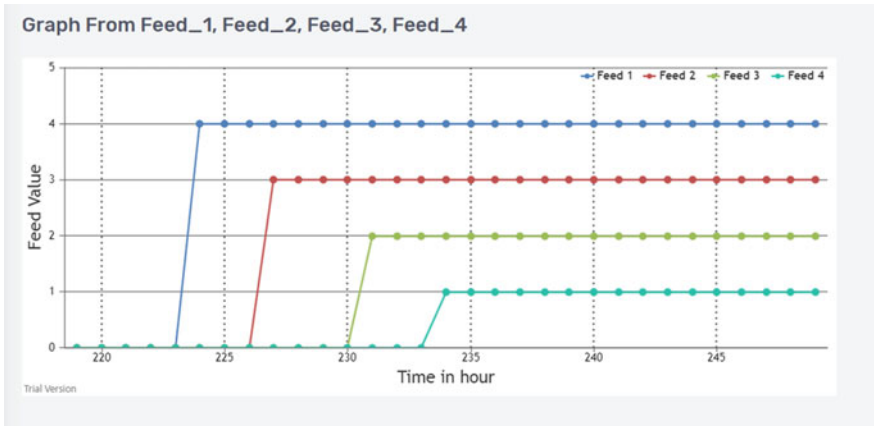 Graph From Feed_1, Feed_2, Feed_3, Feed_4
Feed 1 Feed 2 Feed 3 Feed 4
5
4
3
2
1
0
Feed Value
220 225 230 235 240 245
Time in hour
Trial Version